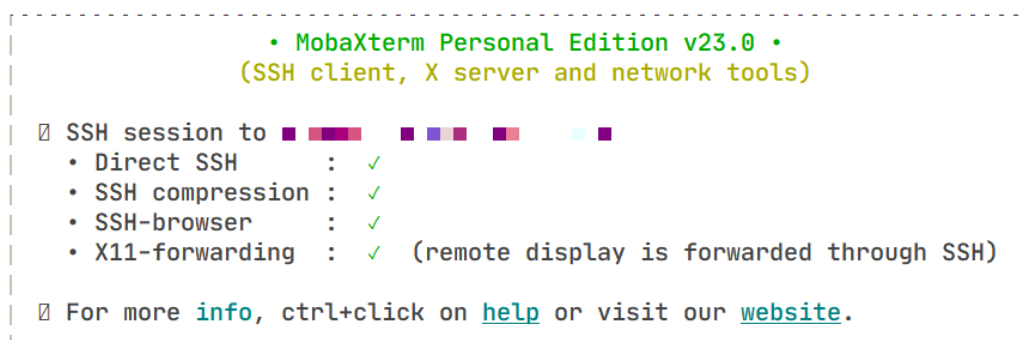 • MobaXterm Personal Edition v23.0 •
(SSH client, X server and network tools)
SSH session to
• Direct SSH : ✓
• SSH compression : ✓
• SSH-browser : ✓
• X11-forwarding : ✓ (remote display is forwarded through SSH)
For more info, ctrl+click on help or visit our website.